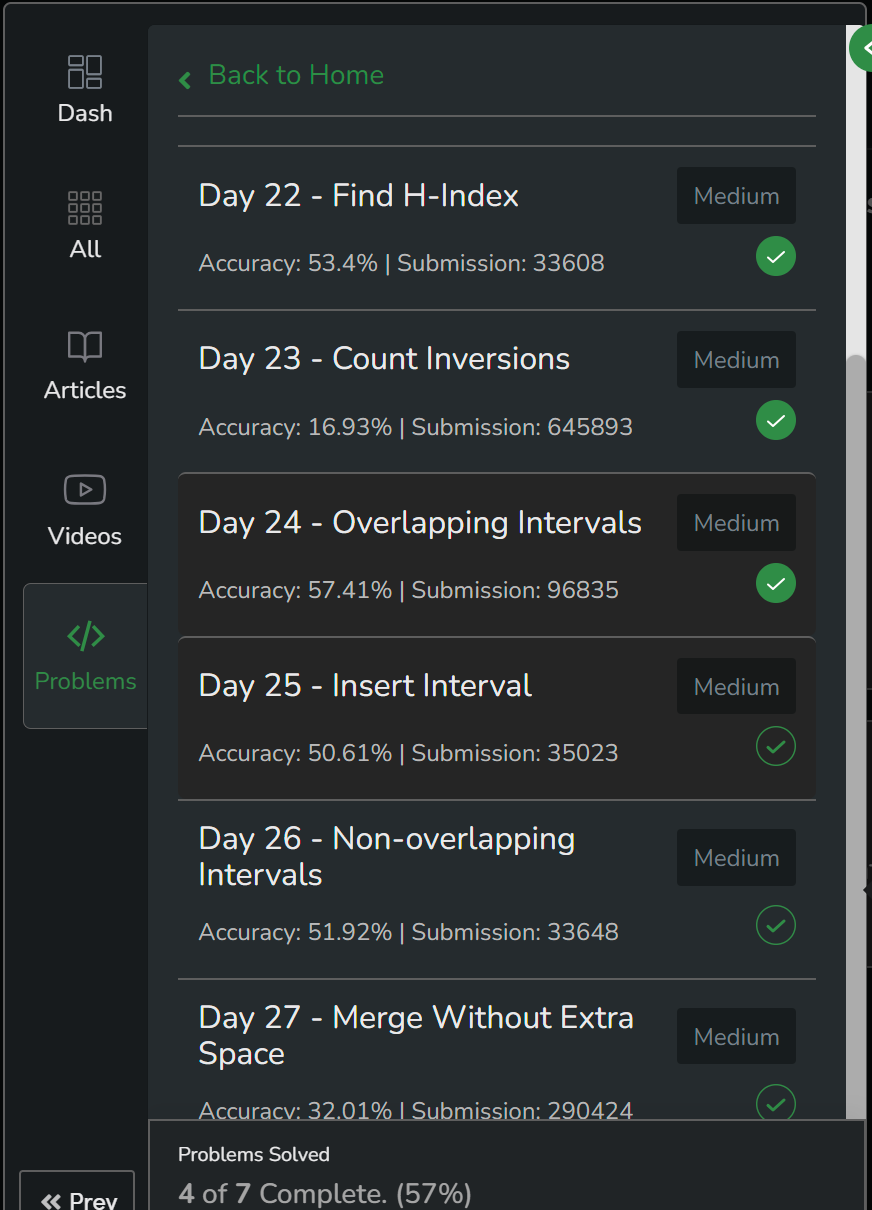 Back to Home
Dash
All
Articles
Videos
Problems
Day 22 - Find H-Index
Medium
Accuracy: 53.4% | Submission: 33608
Day 23 - Count Inversions
Medium
Accuracy: 16.93% | Submission: 645893
Day 24 - Overlapping Intervals
Medium
Accuracy: 57.41% | Submission: 96835
Day 25 - Insert Interval
Medium
Accuracy: 50.61% | Submission: 35023
Day 26 - Non-overlapping
Intervals
Medium
Accuracy: 51.92% | Submission: 33648
Day 27 - Merge Without Extra
Space
Medium
Accuracy: 32.01% | Submission: 290424
Problems Solved
4 of 7 Complete. (57%)
Prev